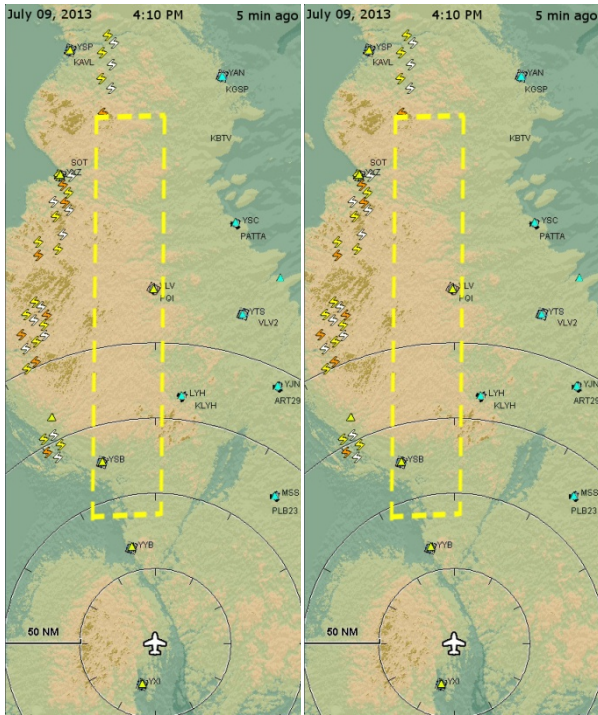 July 09, 2013 4:10 PM 5 min ago
YSP
KAVL
YAN
KGSP
KBTV
SOT
YSC
PATTA
LV
YTS
VLV2
YJN
ART29
LYH
KLYH
YSB
MSS
PLB23
YYB
50 NM
YXI
July 09, 2013 4:10 PM 5 min ago
YSP
KAVL
YAN
KGSP
KBTV
SOT
YSC
PATTA
LV
YTS
VLV2
YJN
ART29
LYH
KLYH
YSB
MSS
PLB23
YYB
50 NM
YXI